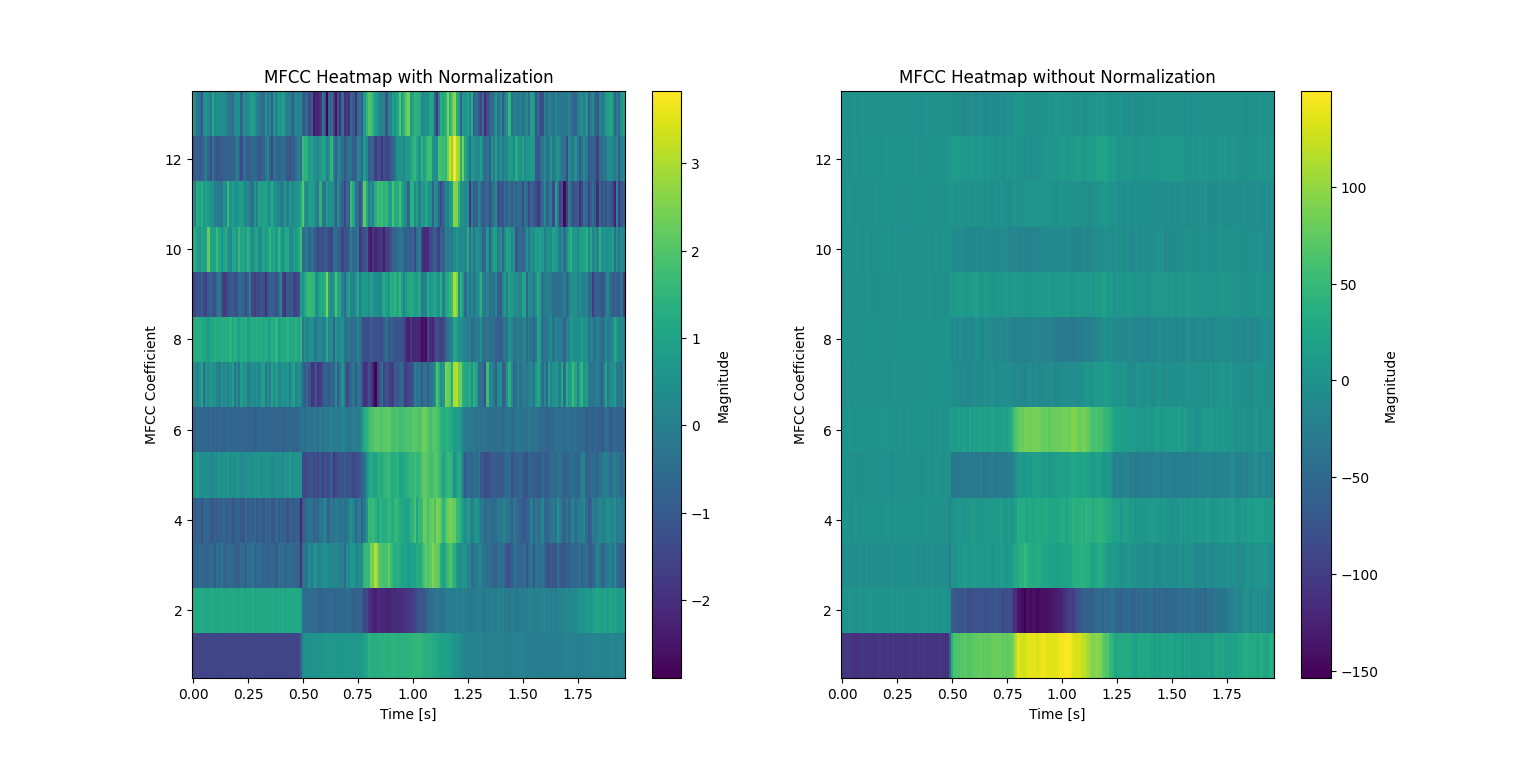 MFCC Heatmap with Normalization
12
10
8
6
4
2
MFCC Coefficient
0.00 0.25 0.50 0.75 1.00 1.25 1.50 1.75
Time [s]
3
2
1
0
−1
−2
Magnitude
MFCC Heatmap without Normalization
12
10
8
6
4
2
MFCC Coefficient
0.00 0.25 0.50 0.75 1.00 1.25 1.50 1.75
Time [s]
100
50
0
−50
−100
−150
Magnitude